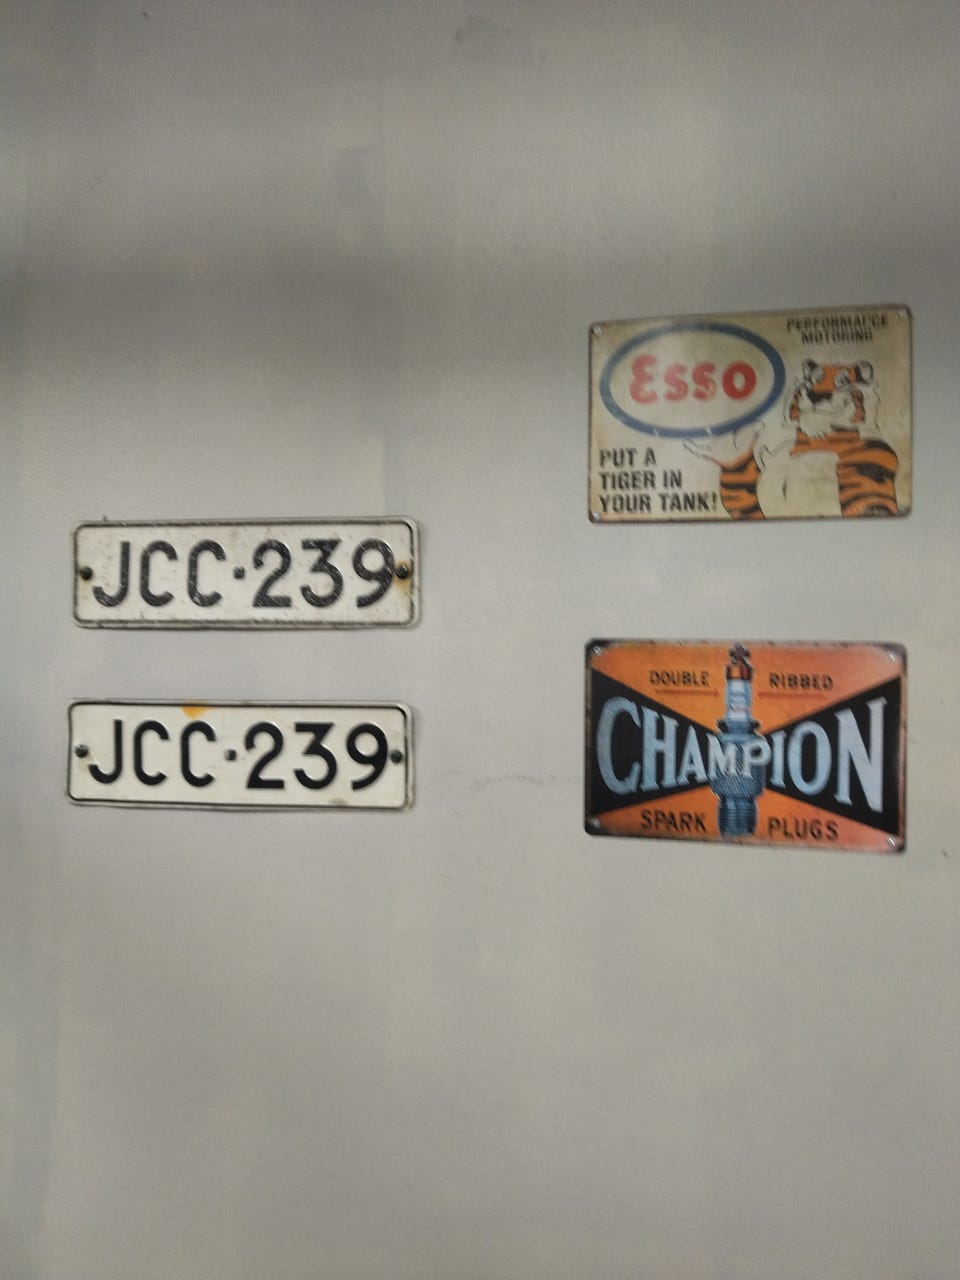 JCC·239
JCC·239
Esso
PERFORMANCE
MOTORING
PUT A
TIGER IN
YOUR TANK!
DOUBLE RIBBED
CHAMPION
SPARK PLUGS